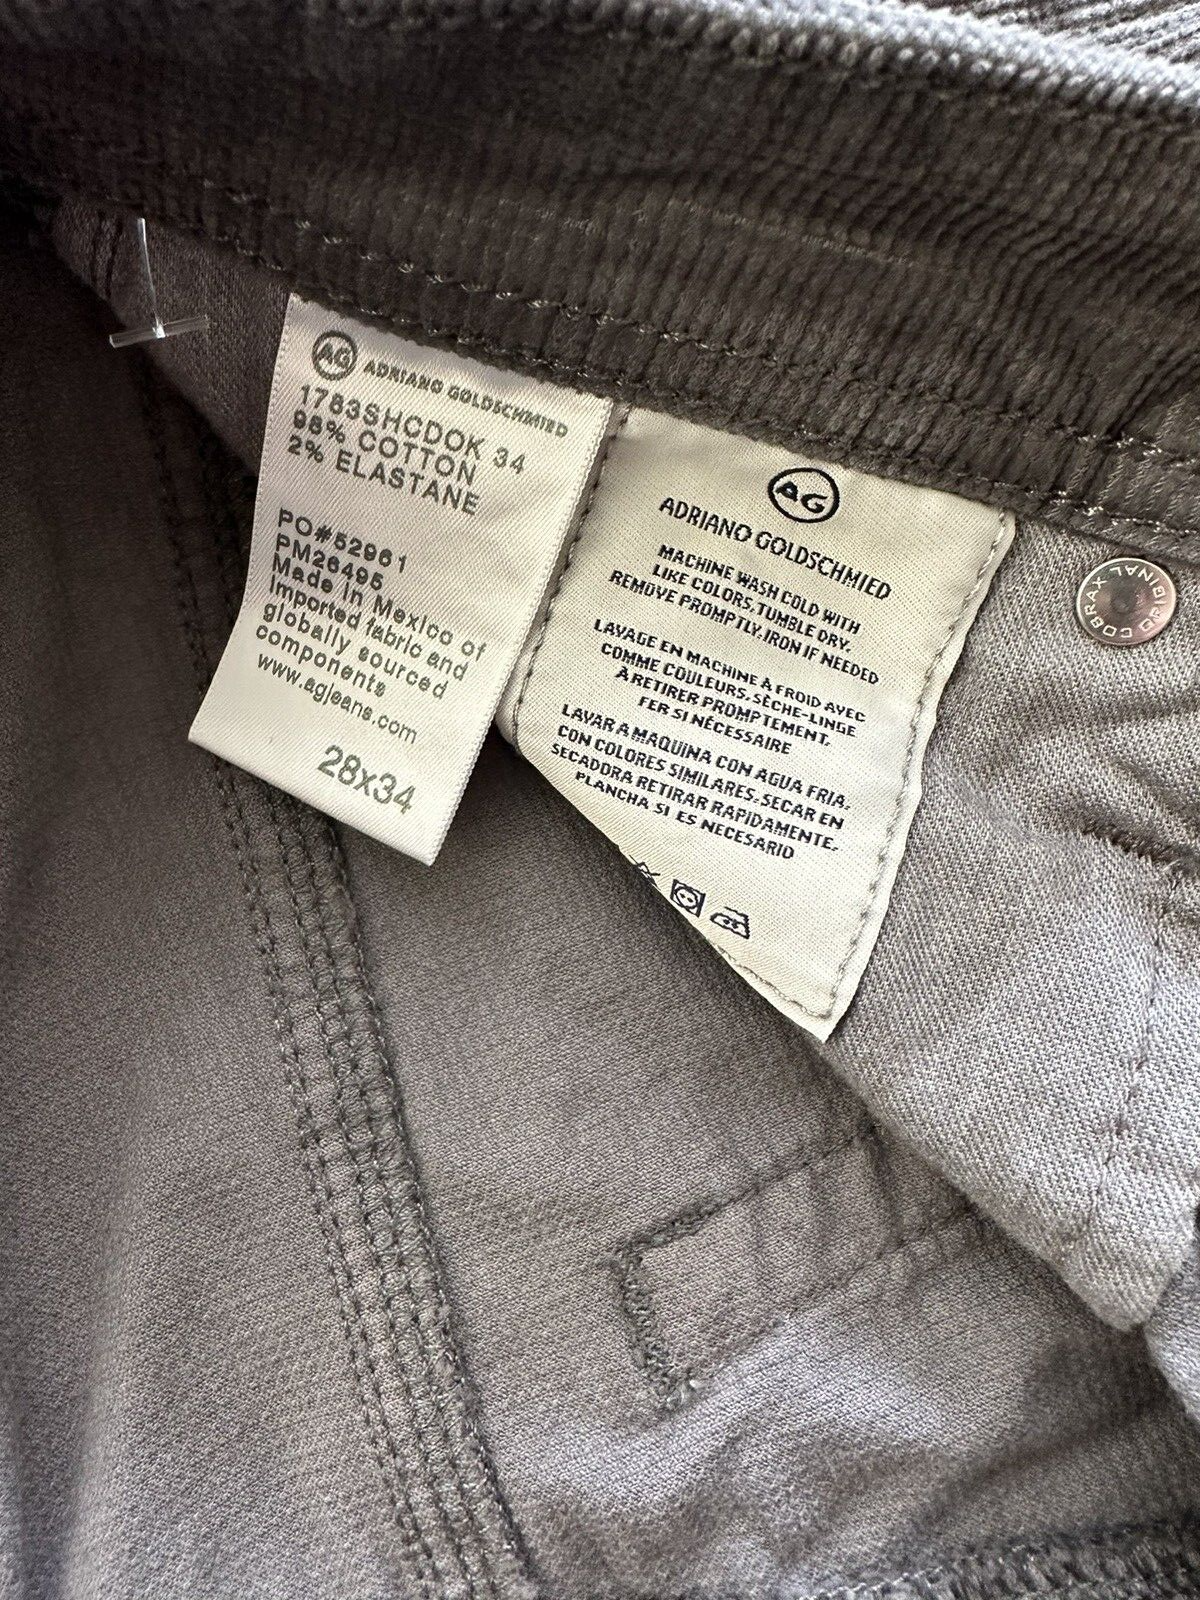 AG ADRIANO GOLDSCHMIED
1783SHCDOK 34
98% COTTON
2% ELASTANE
PO#52961
PM26495
Made in Mexico of
Imported fabric and
globally sourced
components
www.agjeans.com
28x34
AG
ADRIANO GOLDSCHMIED
MACHINE WASH COLD WITH
LIKE COLORS, TUMBLE DRY.
REMOVE PROMPTLY. IRON IF NEEDED
LAVAGE EN MACHINE À FROID AVEC
COMME COULEURS, SÈCHE-LINGE
À RETIRER PROMPTEMENT.
FER SI NÉCESSAIRE
LAVAR A MAQUINA CON AGUA FRIA.
CON COLORES SIMILARES. SECAR EN
SECADORA RETIRAR RAPIDAMENTE.
PLANCHA SI ES NECESARIO
COBRAX